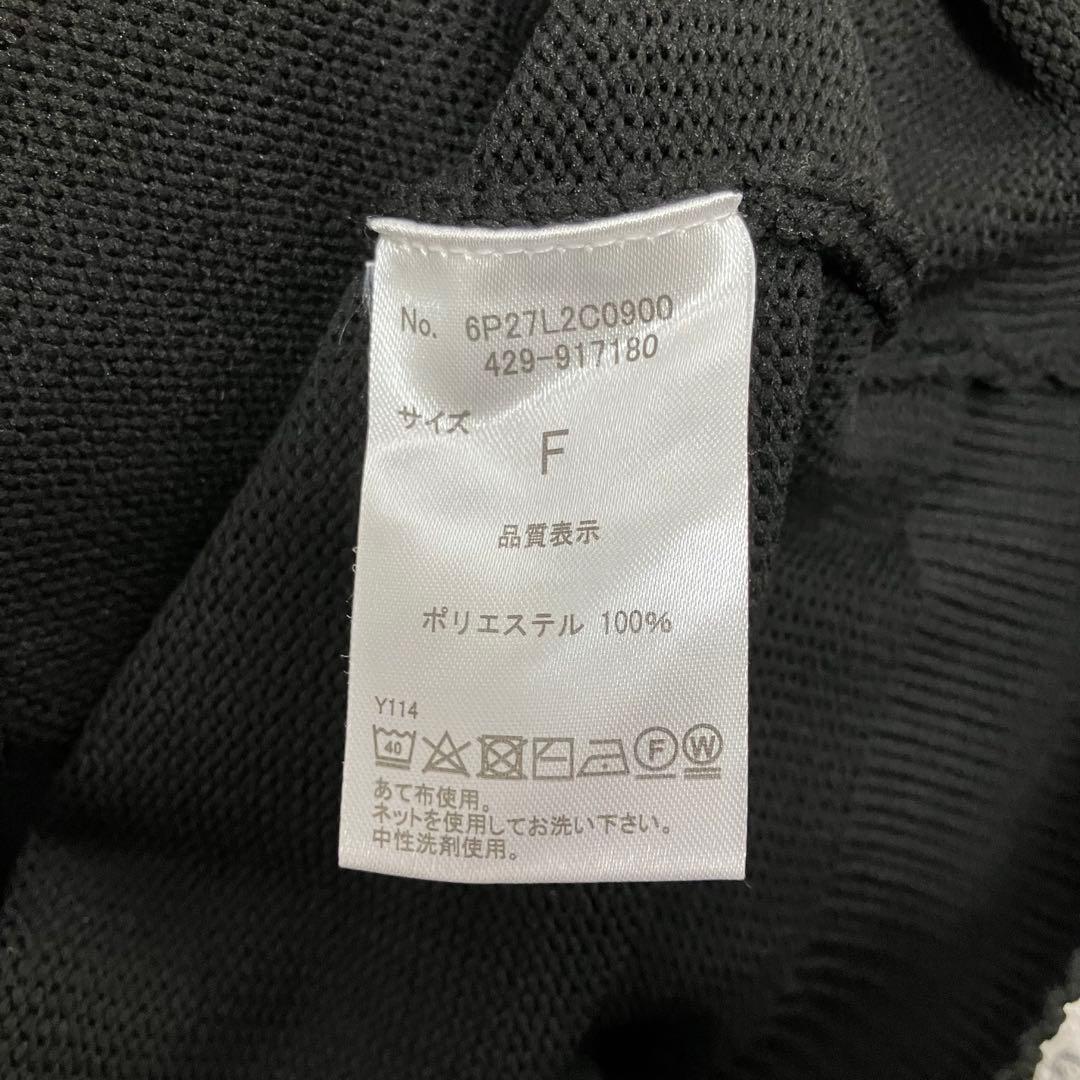 No. 6P27L2C0900
429-917180
サイズ
F
品質表示
ポリエステル 100%
Y114
40 F W
あて布使用。
ネットを使用してお洗い下さい。
中性洗剤使用。